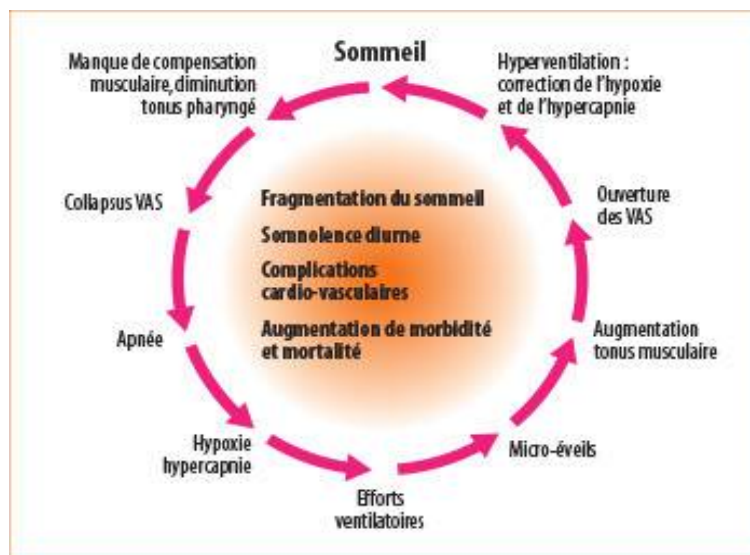 Sommeil
Manque de compensation
musculaire, diminution
tonus pharyngé
Collapsus VAS
Apnée
Hypoxie
hypercapnie
Efforts
ventilatoires
Micro-éveils
Augmentation
tonus musculaire
Ouverture
des VAS
Hyperventilation :
correction de l'hypoxie
et de l'hypercapnie
Fragmentation du sommeil
Somnolence diurne
Complications
cardio-vasculaires
Augmentation de morbidité
et mortalité